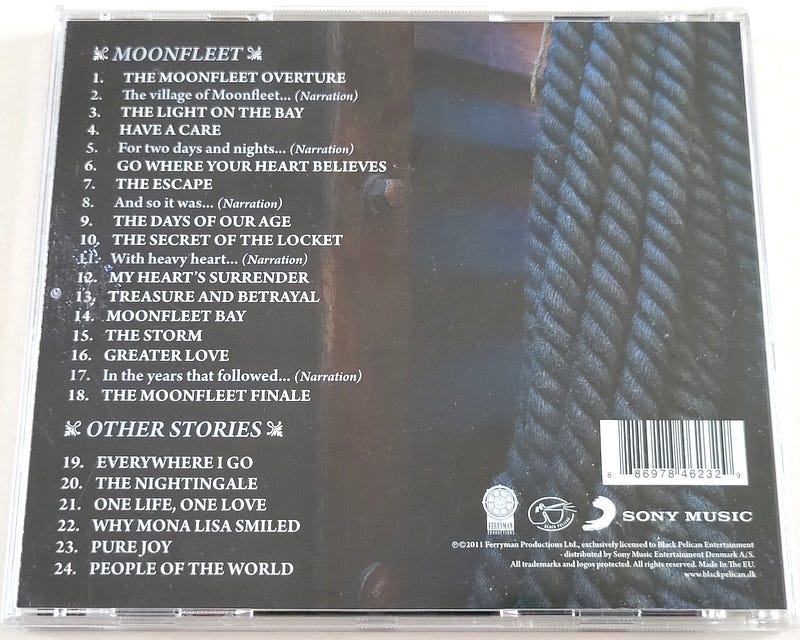 MOONFLEET
1. THE MOONFLEET OVERTURE
2. The village of Moonfleet... (Narration)
3. THE LIGHT ON THE BAY
4. HAVE A CARE
5. For two days and nights... (Narration)
6. GO WHERE YOUR HEART BELIEVES
7. THE ESCAPE
8. And so it was... (Narration)
9. THE DAYS OF OUR AGE
10. THE SECRET OF THE LOCKET
11. With heavy heart... (Narration)
12. MY HEART'S SURRENDER
13. TREASURE AND BETRAYAL
14. MOONFLEET BAY
15. THE STORM
16. GREATER LOVE
17. In the years that followed... (Narration)
18. THE MOONFLEET FINALE
OTHER STORIES
19. EVERYWHERE I GO
20. THE NIGHTINGALE
21. ONE LIFE, ONE LOVE
22. WHY MONA LISA SMILED
23. PURE JOY
24. PEOPLE OF THE WORLD
8 86978 46232 9
FERRYMAN
PRODUCTIONS
BLACK PELICAN
SONY MUSIC
℗©2011 Ferryman Productions Ltd., exclusively licensed to Black Pelican Entertainment
- distributed by Sony Music Entertainment Denmark A/S.
All trademarks and logos protected. All rights reserved. Made In The EU.
www.blackpelican.dk